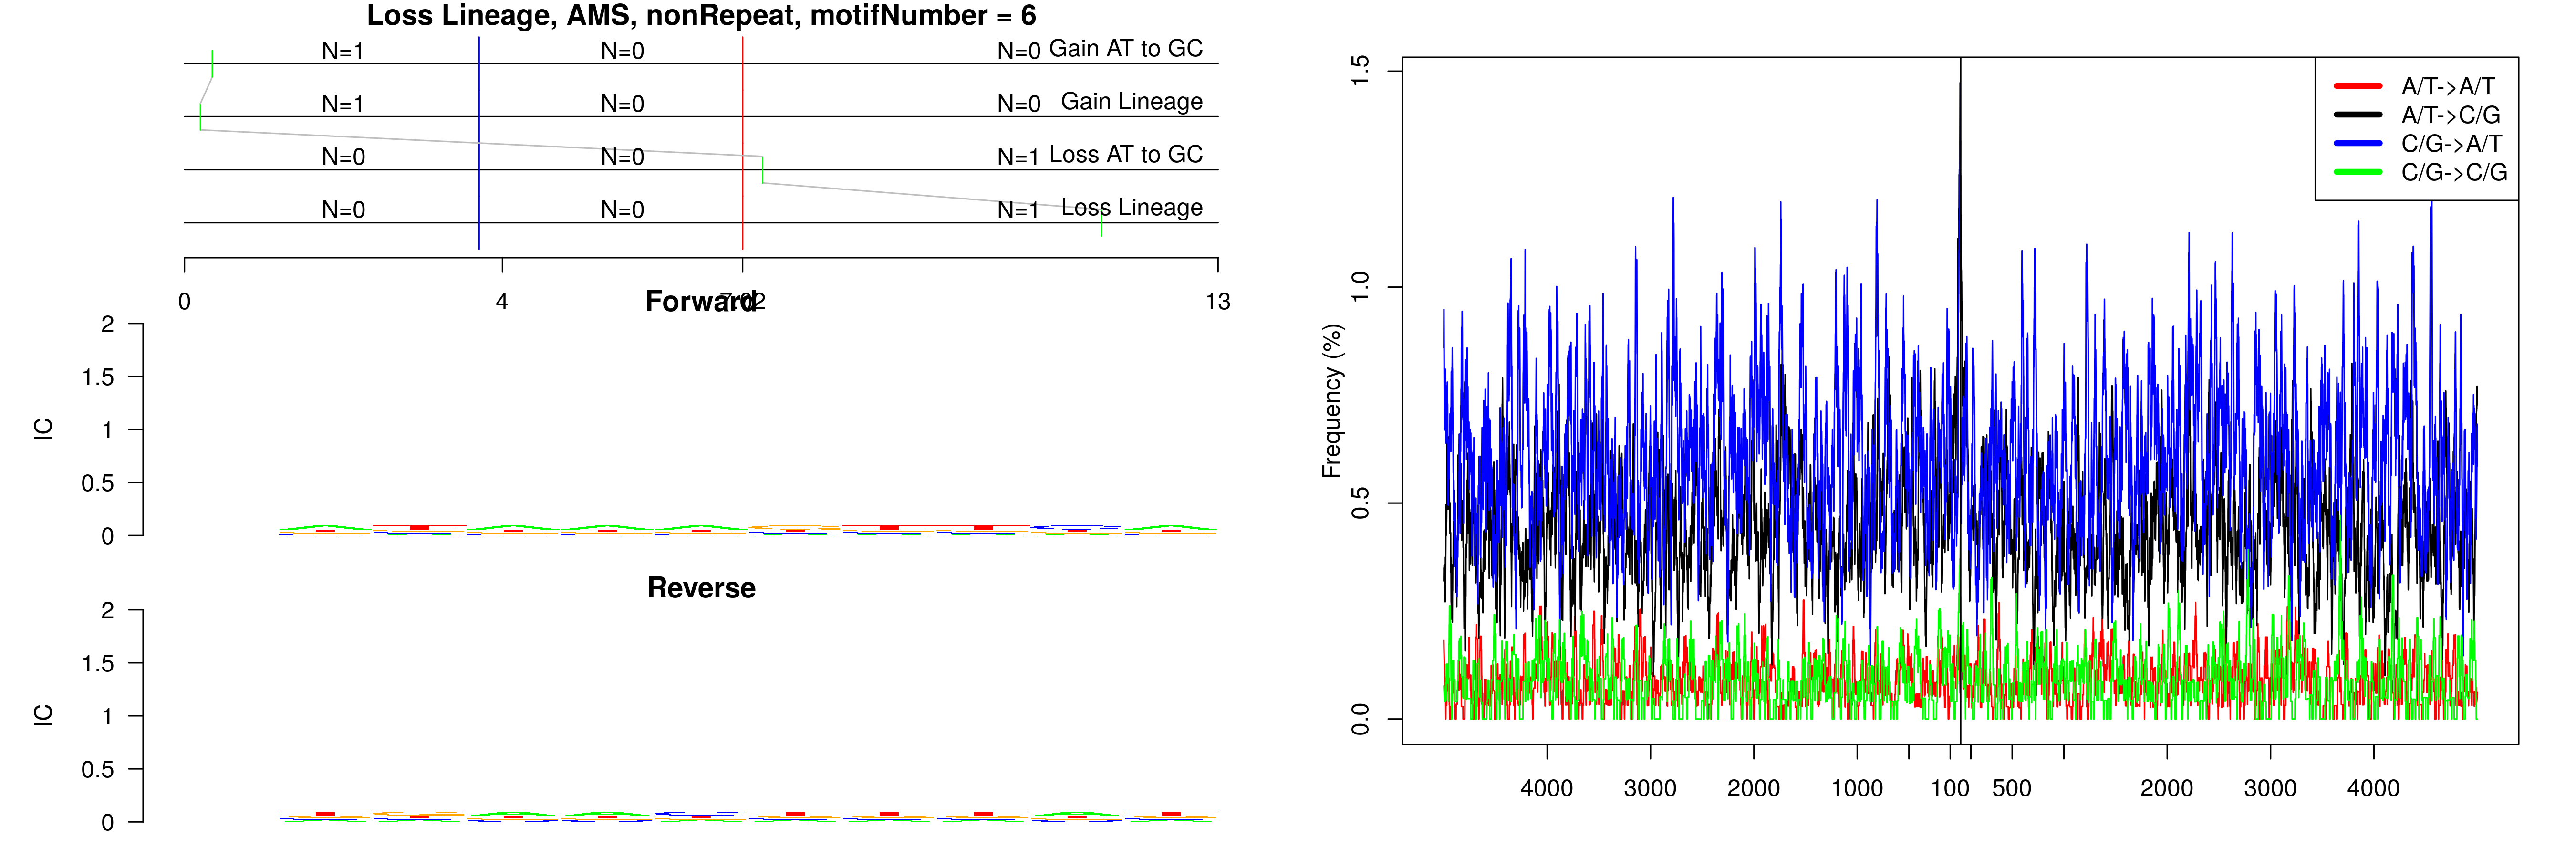 Loss Lineage, AMS, nonRepeat, motifNumber = 6
N=1 N=0 N=0 Gain AT to GC
N=1 N=0 N=0 Gain Lineage
N=0 N=0 N=1 Loss AT to GC
N=0 N=0 N=1 Loss Lineage
0 4 7.02 13
Forward
2
1.5
1
0.5
0
IC
Reverse
2
1.5
1
0.5
0
IC
A/T->A/T
A/T->C/G
C/G->A/T
C/G->C/G
1.5
1.0
0.5
0.0
Frequency (%)
4000 3000 2000 1000 100 500 2000 3000 4000